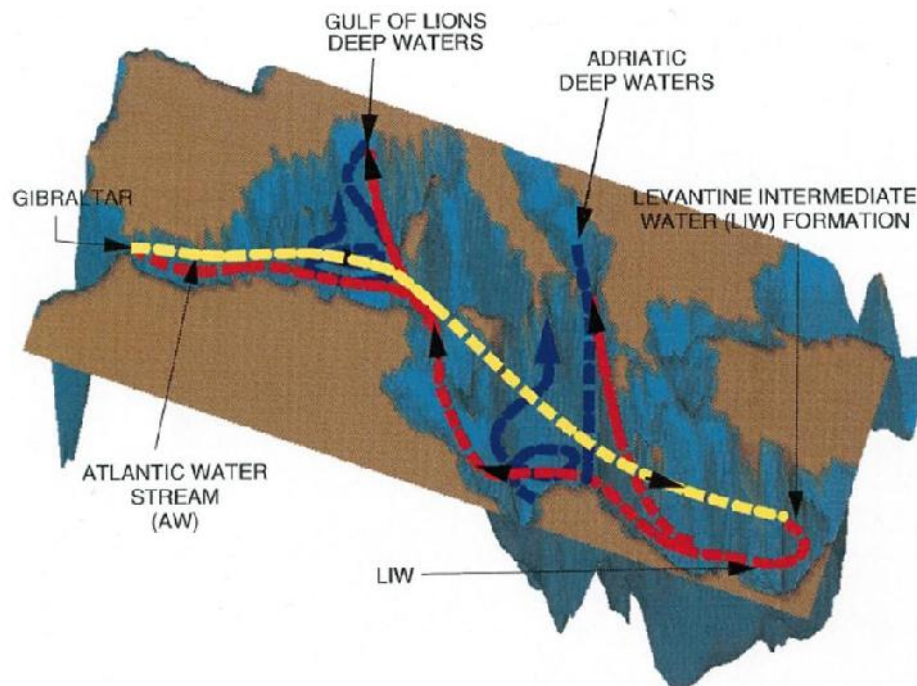 GULF OF LIONS
DEEP WATERS
ADRIATIC
DEEP WATERS
GIBRALTAR
LEVANTINE INTERMEDIATE
WATER (LIW) FORMATION
ATLANTIC WATER
STREAM
(AW)
LIW